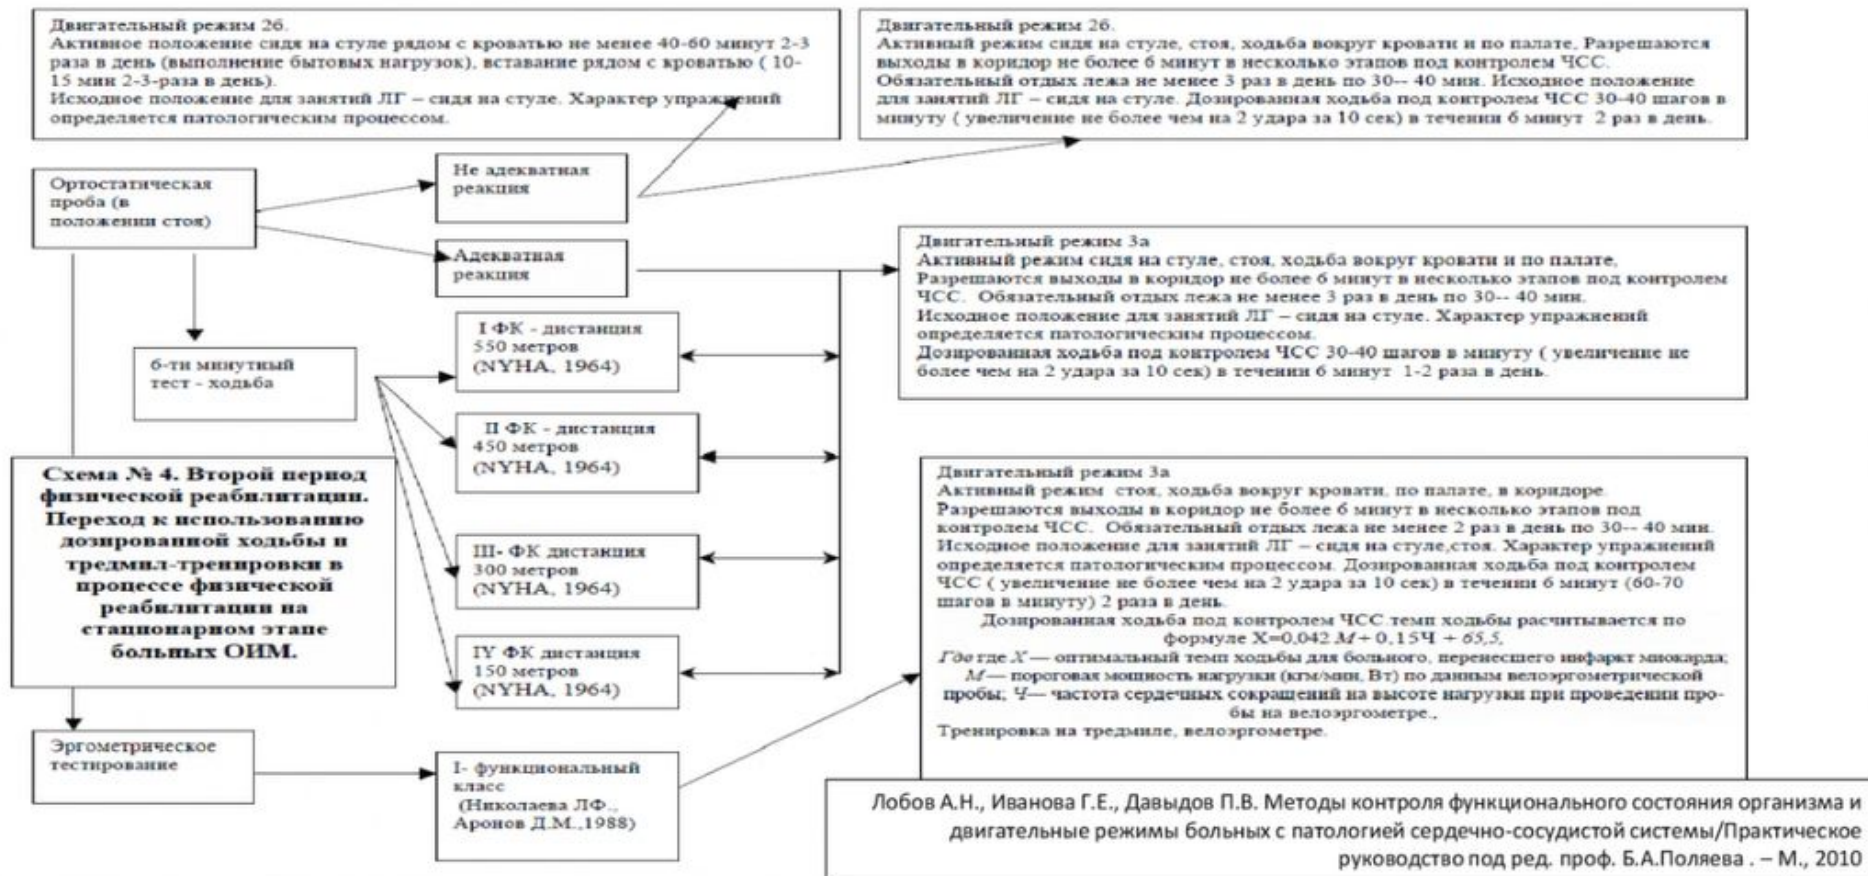 Двигательный режим 2б.
Активное положение сидя на стуле рядом с кроватью не менее 40-60 минут 2-3
раза в день (выполнение бытовых нагрузок), вставание рядом с кроватью ( 10-
15 мин 2-3-раза в день).
Исходное положение для занятий ЛГ – сидя на стуле. Характер упражнений
определяется патологическим процессом.
Двигательный режим 2б.
Активный режим сидя на стуле, стоя, ходьба вокруг кровати и по палате, Разрешаются
выходы в коридор не более 6 минут в несколько этапов под контролем ЧСС.
Обязательный отдых лежа не менее 3 раз в день по 30-- 40 мин. Исходное положение
для занятий ЛГ – сидя на стуле. Дозированная ходьба под контролем ЧСС 30-40 шагов в
минуту ( увеличение не более чем на 2 удара за 10 сек) в течении 6 минут 2 раз в день.
Ортостатическая
проба (в
положении стоя)
Не адекватная
реакция
Адекватная
реакция
Двигательный режим 3а
Активный режим сидя на стуле, стоя, ходьба вокруг кровати и по палате,
Разрешаются выходы в коридор не более 6 минут в несколько этапов под контролем
ЧСС. Обязательный отдых лежа не менее 3 раз в день по 30-- 40 мин.
Исходное положение для занятий ЛГ – сидя на стуле. Характер упражнений
определяется патологическим процессом.
Дозированная ходьба под контролем ЧСС 30-40 шагов в минуту ( увеличение не
более чем на 2 удара за 10 сек) в течении 6 минут 1-2 раза в день.
6-ти минутный
тест - ходьба
I ФК - дистанция
550 метров
(NYHA, 1964)
II ФК - дистанция
450 метров
(NYHA, 1964)
III- ФК дистанция
300 метров
(NYHA, 1964)
IY ФК дистанция
150 метров
(NYHA, 1964)
Схема № 4. Второй период
физической реабилитации.
Переход к использованию
дозированной ходьбы и
тредмил-тренировки в
процессе физической
реабилитации на
стационарном этапе
больных ОИМ.
Двигательный режим 3а
Активный режим стоя, ходьба вокруг кровати, по палате, в коридоре.
Разрешаются выходы в коридор не более 6 минут в несколько этапов под
контролем ЧСС. Обязательный отдых лежа не менее 2 раз в день по 30-- 40 мин.
Исходное положение для занятий ЛГ – сидя на стуле,стоя. Характер упражнений
определяется патологическим процессом. Дозированная ходьба под контролем
ЧСС ( увеличение не более чем на 2 удара за 10 сек) в течении 6 минут (60-70
шагов в минуту) 2 раза в день.
Дозированная ходьба под контролем ЧСС.темп ходьбы расчитывается по
формуле X=0,042 М + 0,15Ч + 65,5,
Где где X — оптимальный темп ходьбы для больного, перенесшего инфаркт миокарда;
М — пороговая мощность нагрузки (кгм/мин, Вт) по данным велоэргометрической
пробы; Ч— частота сердечных сокращений на высоте нагрузки при проведении про-
бы на велоэргометре.,
Тренировка на тредмиле, велоэргометре.
Эргометрическое
тестирование
I- функциональный
класс
(Николаева ЛФ.,
Аронов Д.М.,1988)
Лобов А.Н., Иванова Г.Е., Давыдов П.В. Методы контроля функционального состояния организма и
двигательные режимы больных с патологией сердечно-сосудистой системы/Практическое
руководство под ред. проф. Б.А.Поляева . – М., 2010